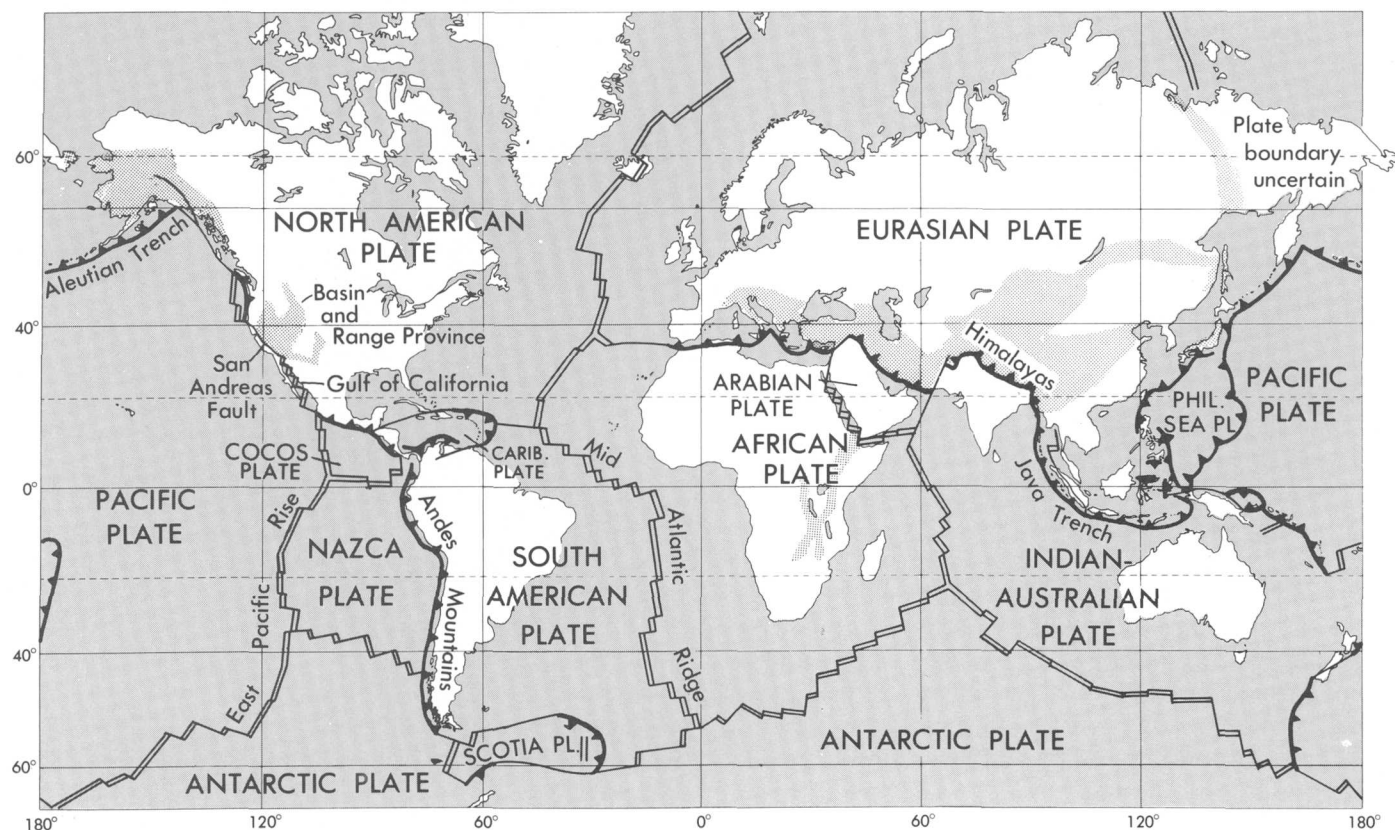 Plate
boundary
uncertain
60°
NORTH AMERICAN
PLATE
EURASIAN PLATE
Aleutian Trench
Basin
and
Range Province
40°
San
Andreas
Fault
Gulf of California
Himalayas
ARABIAN
PLATE
PACIFIC
PLATE
PHIL.
SEA PL.
20°
COCOS
PLATE
CARIB.
PLATE
Mid
Atlantic
Ridge
AFRICAN
PLATE
Java
Trench
0°
PACIFIC
PLATE
East
Pacific
Rise
NAZCA
PLATE
Andes
Mountains
SOUTH
AMERICAN
PLATE
INDIAN-
AUSTRALIAN
PLATE
20°
40°
SCOTIA PL.
ANTARCTIC PLATE
ANTARCTIC PLATE
60°
180°
120°
60°
0°
60°
120°
180°